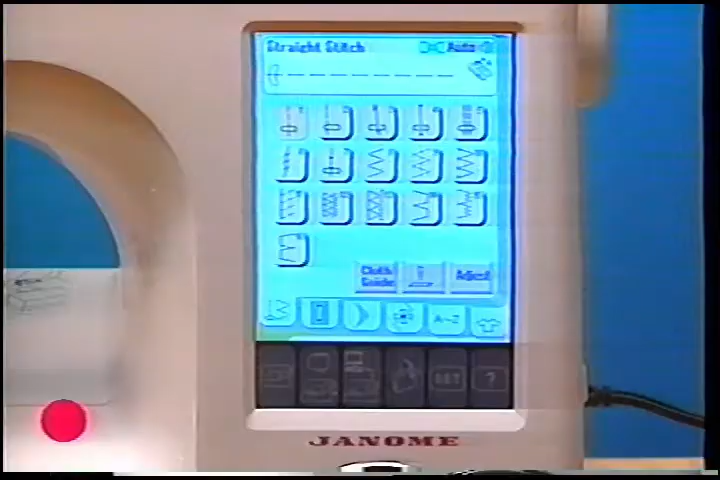 Straight Stitch Auto
Cloth Guide Adjust
A~Z
SET ?
JANOME